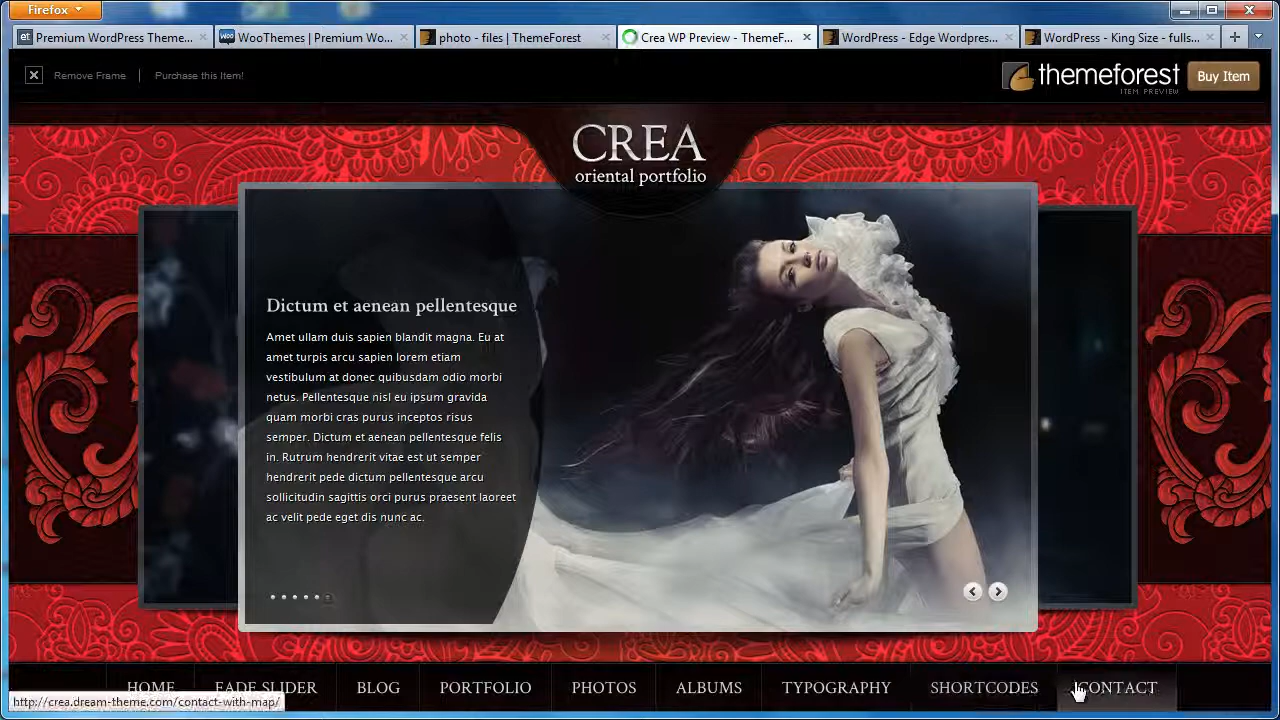 Firefox
Premium WordPress Theme...
WooThemes | Premium Wo...
photo - files | ThemeForest
Crea WP Preview - ThemeF...
WordPress - Edge Wordpress...
WordPress - King Size - fulls...
Remove Frame
Purchase this Item!
themeforest
ITEM PREVIEW
Buy Item
CREA
oriental portfolio
Dictum et aenean pellentesque
Amet ullam duis sapien blandit magna. Eu at
amet turpis arcu sapien lorem etiam
vestibulum at donec quibusdam odio morbi
netus. Pellentesque nisl eu ipsum gravida
quam morbi cras purus inceptos risus
semper. Dictum et aenean pellentesque felis
in. Rutrum hendrerit vitae est ut semper
hendrerit pede dictum pellentesque arcu
sollicitudin sagittis orci purus praesent laoreet
ac velit pede eget dis nunc ac.
HOME FADE SLIDER BLOG PORTFOLIO PHOTOS ALBUMS TYPOGRAPHY SHORTCODES CONTACT
http://crea.dream-theme.com/contact-with-map/